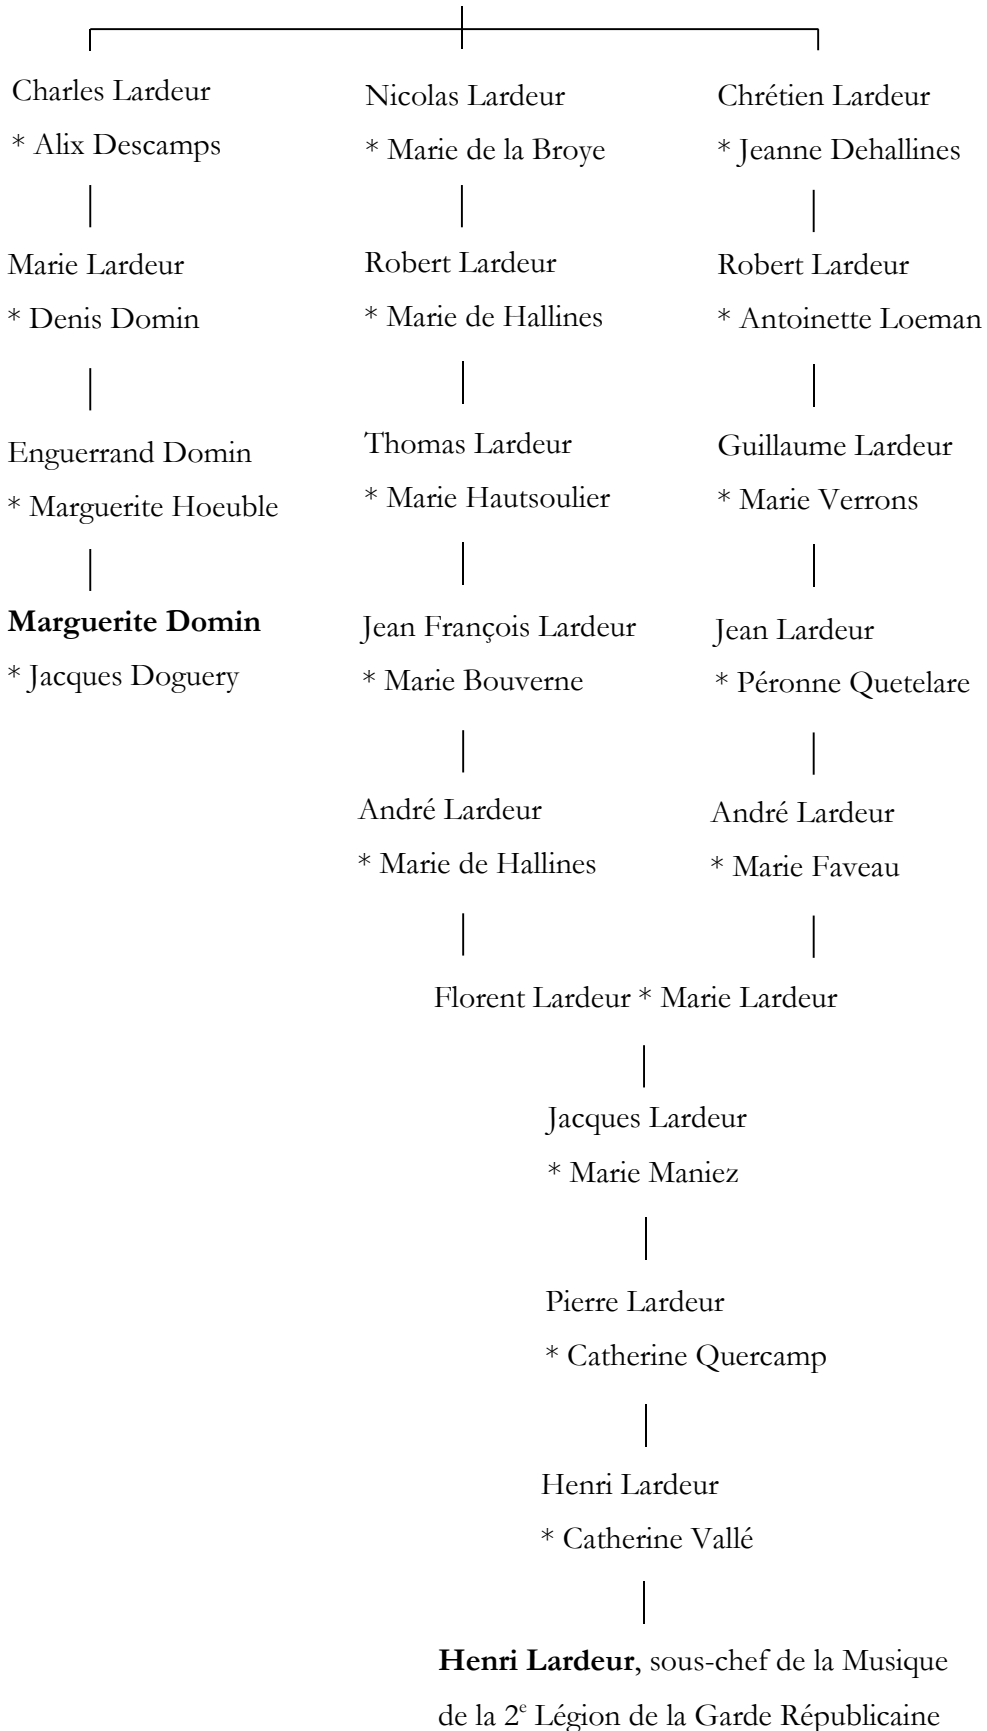 Charles Lardeur
* Alix Descamps
Marie Lardeur
* Denis Domin
Enguerrand Domin
* Marguerite Hoeuble
Marguerite Domin
* Jacques Doguery
Nicolas Lardeur
* Marie de la Broye
Robert Lardeur
* Marie de Hallines
Thomas Lardeur
* Marie Hautsoulier
Jean François Lardeur
* Marie Bouverne
André Lardeur
* Marie de Hallines
Chrétien Lardeur
* Jeanne Dehallines
Robert Lardeur
* Antoinette Loeman
Guillaume Lardeur
* Marie Verrons
Jean Lardeur
* Péronne Quetelare
André Lardeur
* Marie Faveau
Florent Lardeur * Marie Lardeur
Jacques Lardeur
* Marie Maniez
Pierre Lardeur
* Catherine Quercamp
Henri Lardeur
* Catherine Vallé
Henri Lardeur, sous-chef de la Musique
de la 2e Légion de la Garde Républicaine